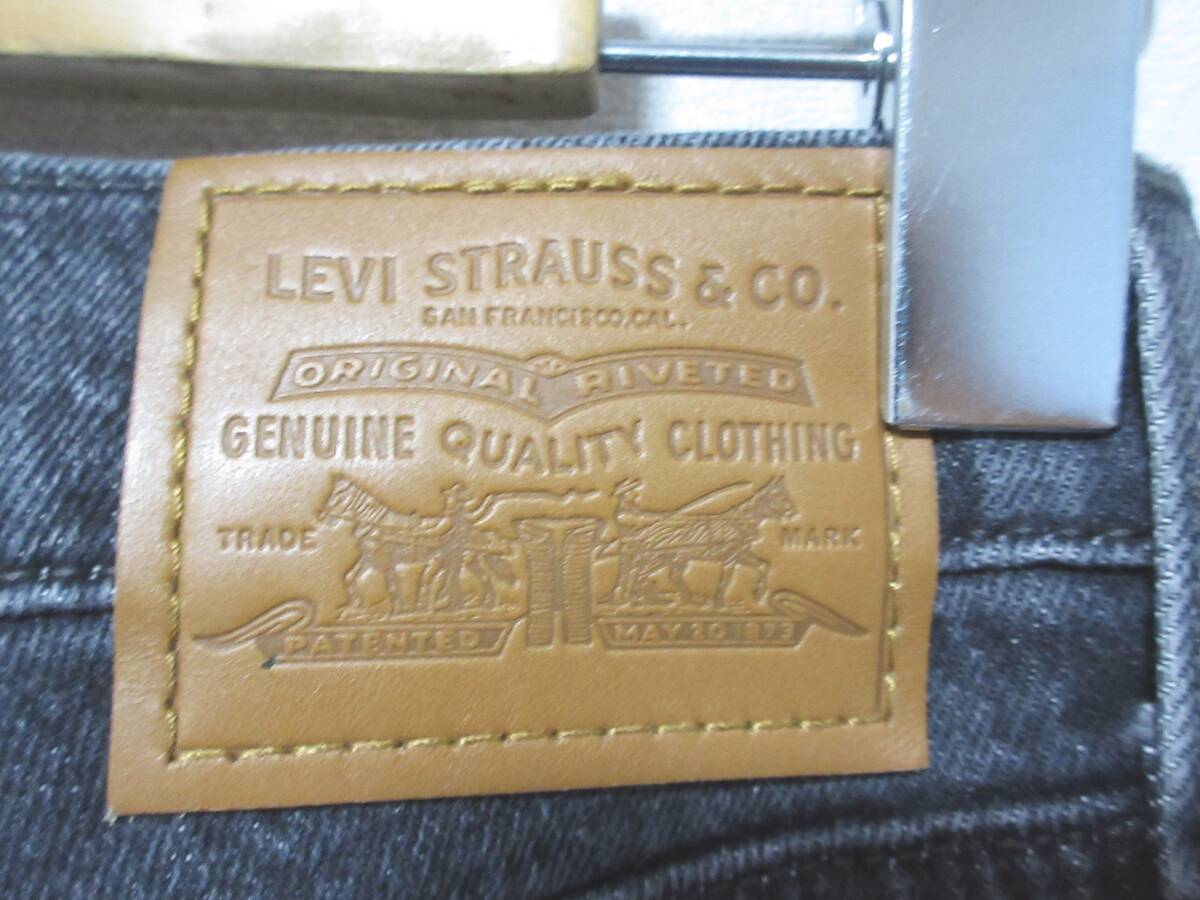 LEVI STRAUSS & CO.
SAN FRANCISCO, CAL.
ORIGINAL RIVETED
GENUINE QUALITY CLOTHING
TRADE MARK
PATENTED MAY 20 1873